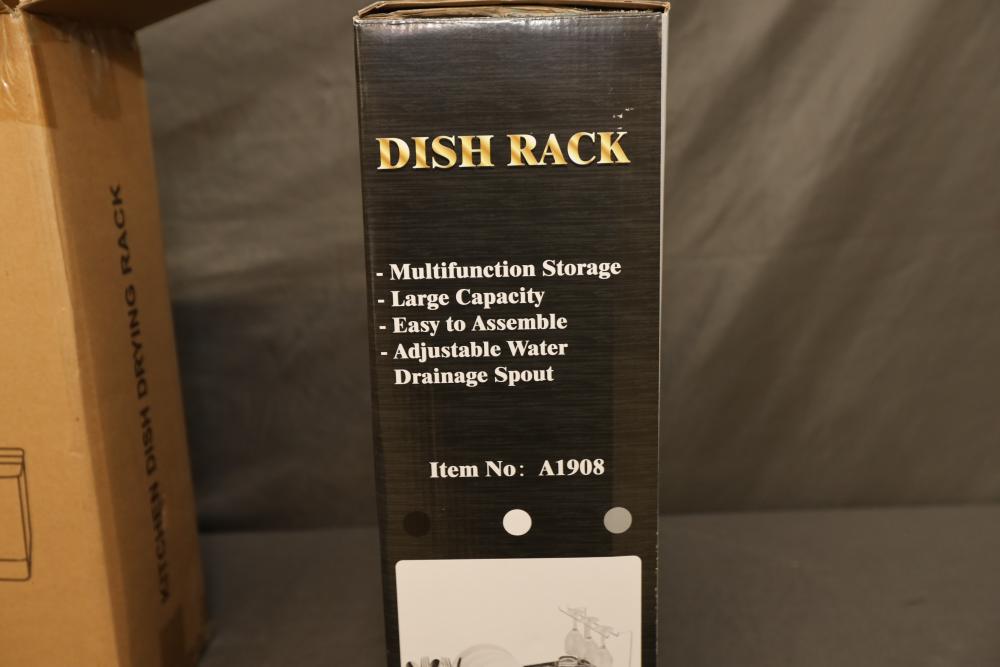 KITCHEN DISH DRYING RACK
DISH RACK
- Multifunction Storage
- Large Capacity
- Easy to Assemble
- Adjustable Water
Drainage Spout
Item No: A1908